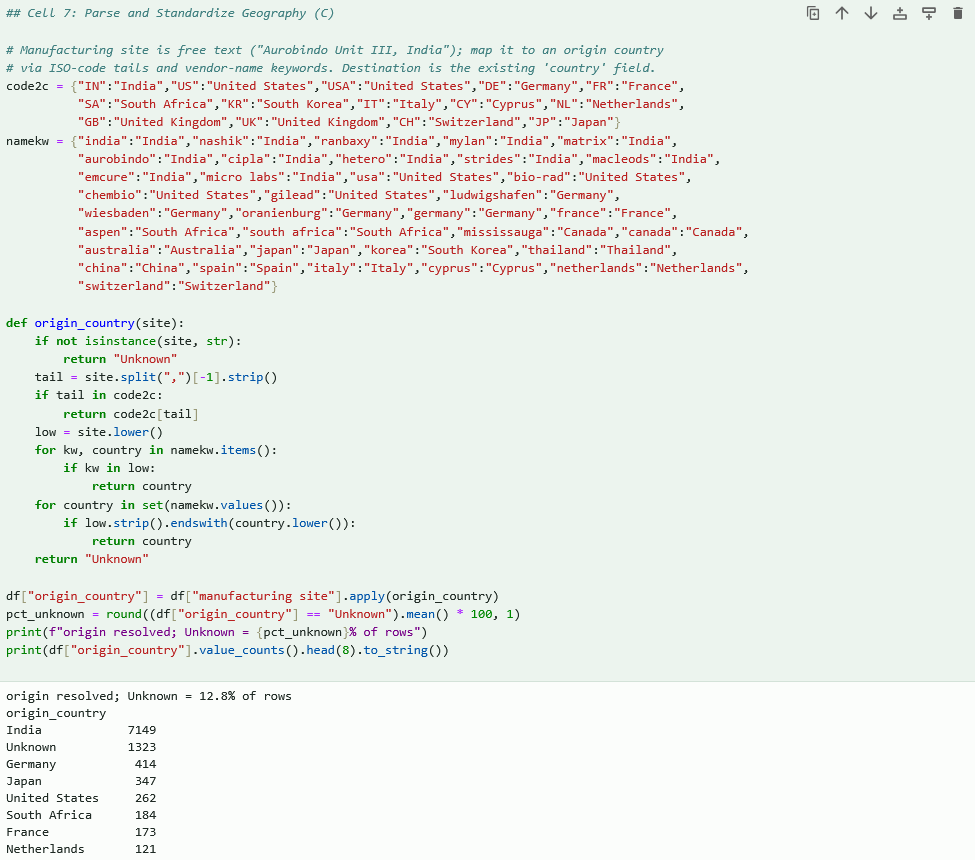 ## Cell 7: Parse and Standardize Geography (C)
# Manufacturing site is free text ("Aurobindo Unit III, India"); map it to an origin country
# via ISO-code tails and vendor-name keywords. Destination is the existing 'country' field.
code2c = {"IN":"India","US":"United States","USA":"United States","DE":"Germany","FR":"France",
"SA":"South Africa","KR":"South Korea","IT":"Italy","CY":"Cyprus","NL":"Netherlands",
"GB":"United Kingdom","UK":"United Kingdom","CH":"Switzerland","JP":"Japan"}
namekw = {"india":"India","nashik":"India","ranbaxy":"India","mylan":"India","matrix":"India",
"aurobindo":"India","cipla":"India","hetero":"India","strides":"India","macleods":"India",
"emcure":"India","micro labs":"India","usa":"United States","bio-rad":"United States",
"chembio":"United States","gilead":"United States","ludwigshafen":"Germany",
"wiesbaden":"Germany","oranienburg":"Germany","germany":"Germany","france":"France",
"aspen":"South Africa","south africa":"South Africa","mississauga":"Canada","canada":"Canada",
"australia":"Australia","japan":"Japan","korea":"South Korea","thailand":"Thailand",
"china":"China","spain":"Spain","italy":"Italy","cyprus":"Cyprus","netherlands":"Netherlands",
"switzerland":"Switzerland"}
def origin_country(site):
if not isinstance(site, str):
return "Unknown"
tail = site.split(",")[-1].strip()
if tail in code2c:
return code2c[tail]
low = site.lower()
for kw, country in namekw.items():
if kw in low:
return country
for country in set(namekw.values()):
if low.strip().endswith(country.lower()):
return country
return "Unknown"
df["origin_country"] = df["manufacturing site"].apply(origin_country)
pct_unknown = round((df["origin_country"] == "Unknown").mean() * 100, 1)
print(f"origin resolved; Unknown = {pct_unknown}% of rows")
print(df["origin_country"].value_counts().head(8).to_string())
origin resolved; Unknown = 12.8% of rows
origin_country
India 7149
Unknown 1323
Germany 414
Japan 347
United States 262
South Africa 184
France 173
Netherlands 121